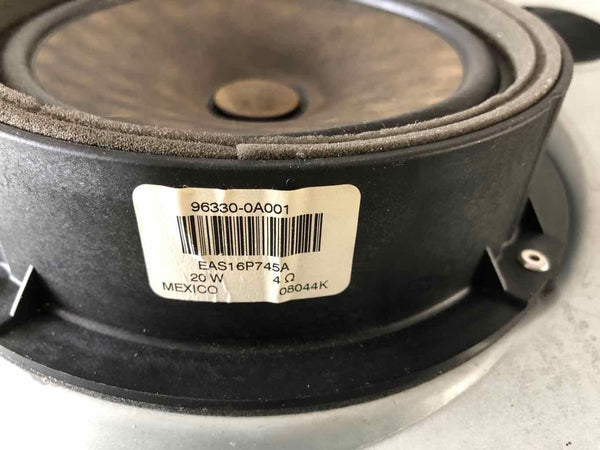 96330-0A001
EAS16P745A
20 W 4 Ω
MEXICO 08044K